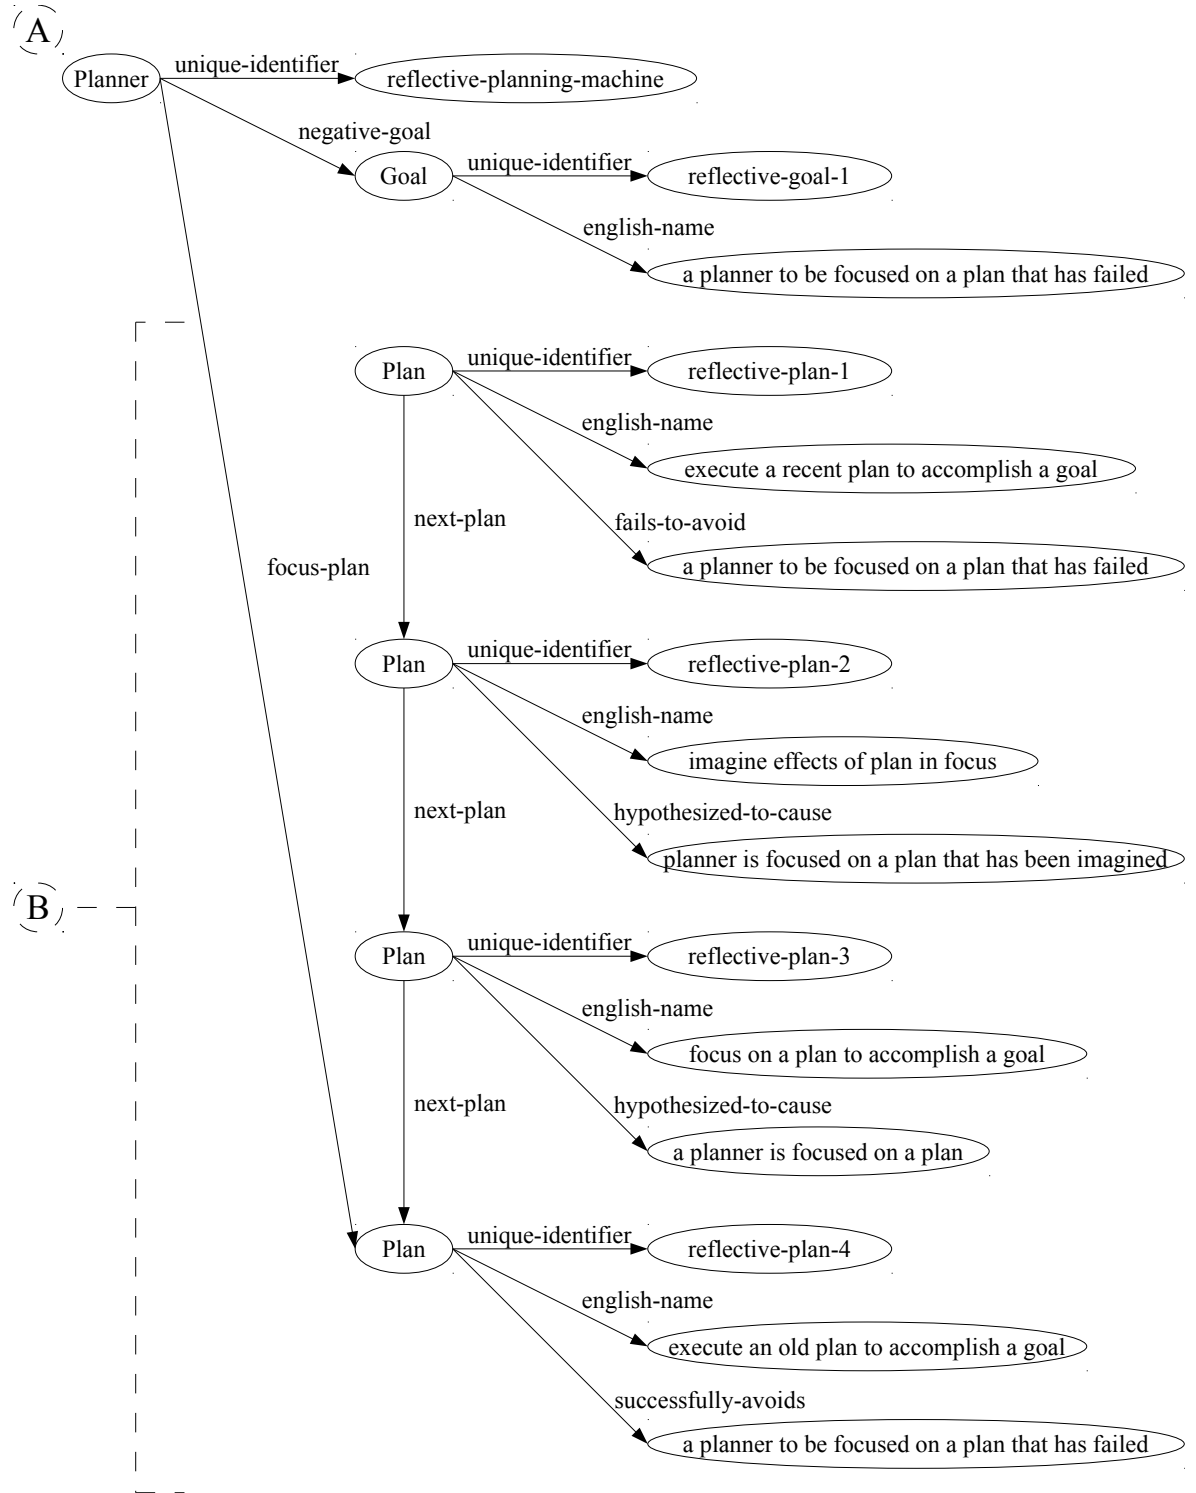 A
Planner
unique-identifier
reflective-planning-machine
negative-goal
Goal
unique-identifier
reflective-goal-1
english-name
a planner to be focused on a plan that has failed
Plan
unique-identifier
reflective-plan-1
english-name
execute a recent plan to accomplish a goal
next-plan
fails-to-avoid
focus-plan
a planner to be focused on a plan that has failed
Plan
unique-identifier
reflective-plan-2
english-name
imagine effects of plan in focus
next-plan
hypothesized-to-cause
planner is focused on a plan that has been imagined
B
Plan
unique-identifier
reflective-plan-3
english-name
focus on a plan to accomplish a goal
next-plan
hypothesized-to-cause
a planner is focused on a plan
Plan
unique-identifier
reflective-plan-4
english-name
execute an old plan to accomplish a goal
successfully-avoids
a planner to be focused on a plan that has failed